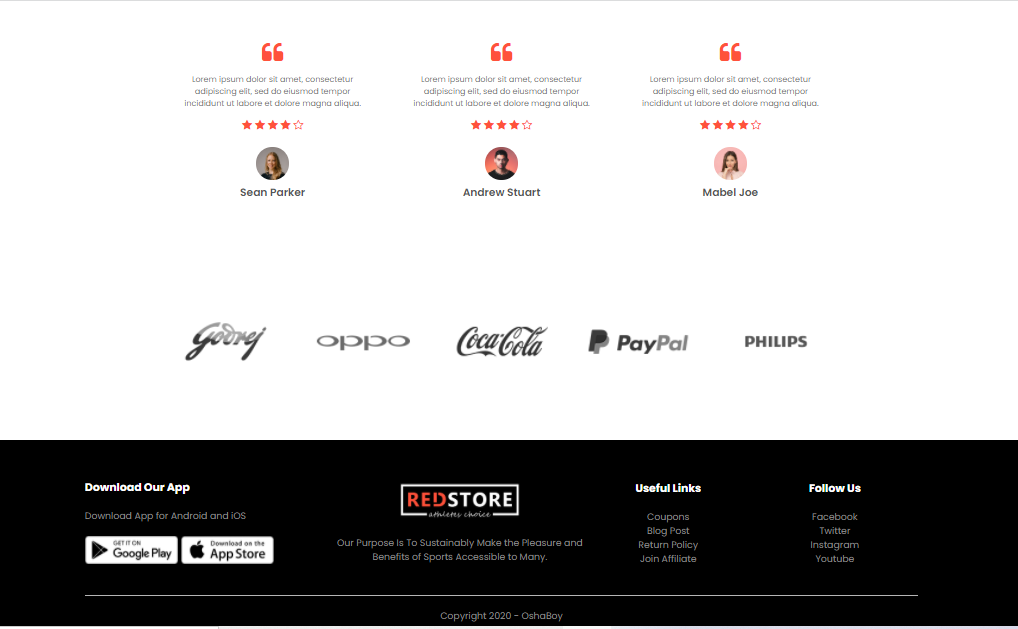 Lorem ipsum dolor sit amet, consectetur
adipiscing elit, sed do eiusmod tempor
incididunt ut labore et dolore magna aliqua.
Sean Parker
Lorem ipsum dolor sit amet, consectetur
adipiscing elit, sed do eiusmod tempor
incididunt ut labore et dolore magna aliqua.
Andrew Stuart
Lorem ipsum dolor sit amet, consectetur
adipiscing elit, sed do eiusmod tempor
incididunt ut labore et dolore magna aliqua.
Mabel Joe
Godrej
oppo
Coca-Cola
PayPal
PHILIPS
Download Our App
Download App for Android and iOS
GET IT ON
Google Play
Download on the
App Store
REDSTORE
athletes choice
Our Purpose Is To Sustainably Make the Pleasure and
Benefits of Sports Accessible to Many.
Useful Links
Coupons
Blog Post
Return Policy
Join Affiliate
Follow Us
Facebook
Twitter
Instagram
Youtube
Copyright 2020 - OshaBoy